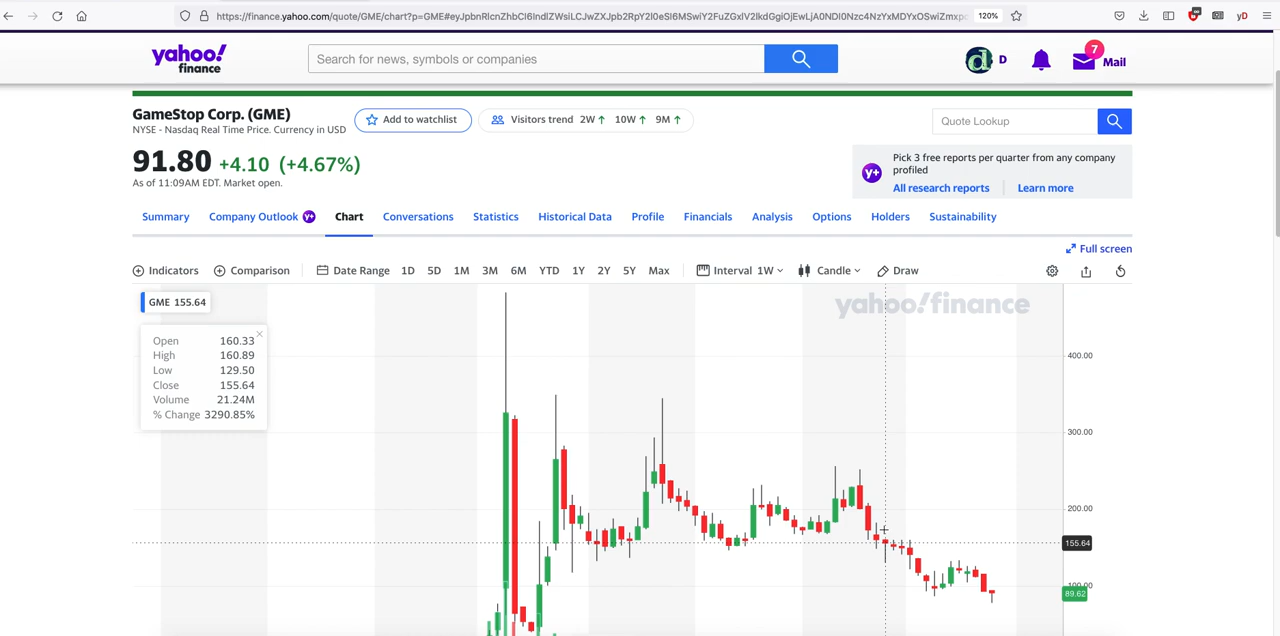 https://finance.yahoo.com/quote/GME/chart?p=GME#
120%
yahoo! finance
Search for news, symbols or companies
d D
7 Mail
GameStop Corp. (GME)
NYSE - Nasdaq Real Time Price. Currency in USD
Add to watchlist
Visitors trend 2W 10W 9M
Quote Lookup
91.80 +4.10 (+4.67%)
As of 11:09AM EDT. Market open.
y+ Pick 3 free reports per quarter from any company
profiled
All research reports Learn more
Summary Company Outlook y+ Chart Conversations Statistics Historical Data Profile Financials Analysis Options Holders Sustainability
Full screen
Indicators Comparison Date Range 1D 5D 1M 3M 6M YTD 1Y 2Y 5Y Max Interval 1W Candle Draw
GME 155.64
yahoo!finance
Open 160.33
High 160.89
Low 129.50
Close 155.64
Volume 21.24M
% Change 3290.85%
400.00
300.00
200.00
155.64
100.00
89.62